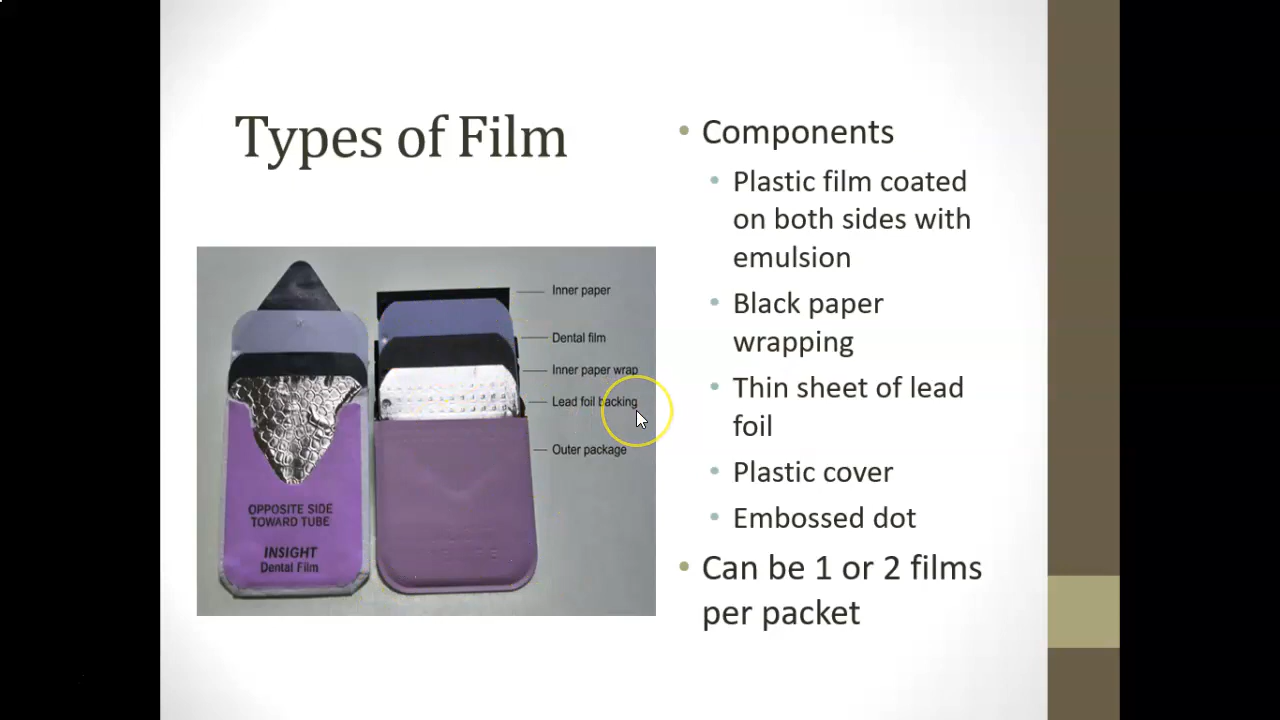 Types of Film
Inner paper
Dental film
Inner paper wrap
Lead foil backing
Outer package
OPPOSITE SIDE
TOWARD TUBE
INSIGHT
Dental Film
• Components
• Plastic film coated
on both sides with
emulsion
• Black paper
wrapping
• Thin sheet of lead
foil
• Plastic cover
• Embossed dot
• Can be 1 or 2 films
per packet